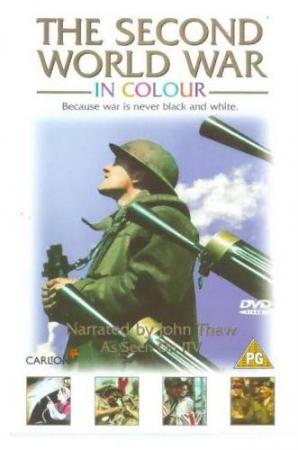 THE SECOND
WORLD WAR
IN COLOUR
Because war is never black and white.
Narrated by John Thaw
As Seen On ITV
DVD
VIDEO
CARLTON
PG